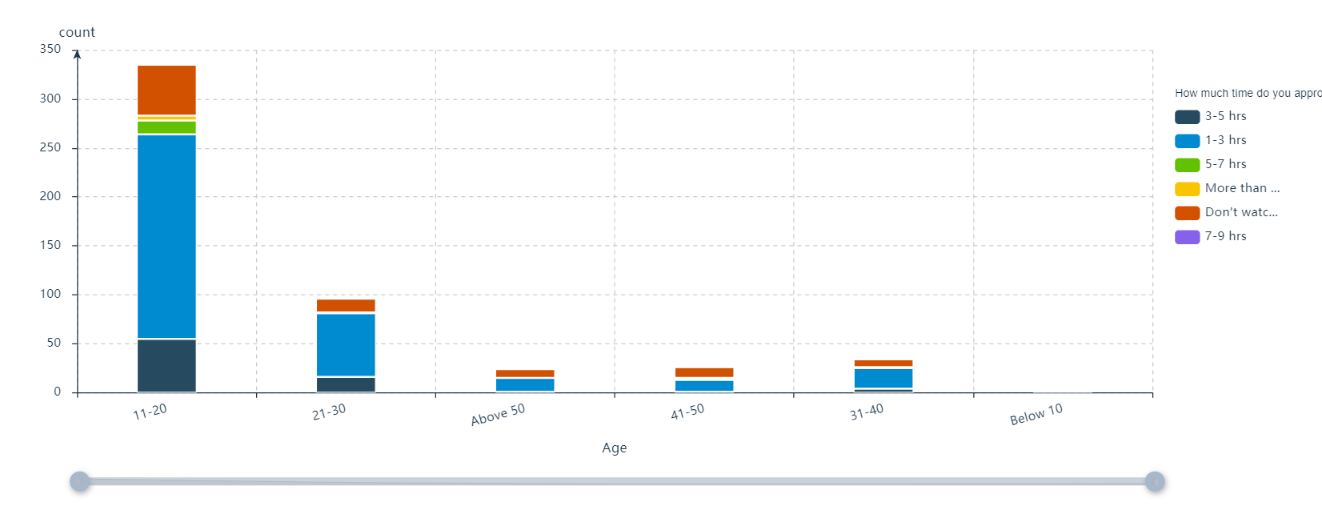 count
350
300
250
200
150
100
50
0
11-20
21-30
Above 50
41-50
31-40
Below 10
Age
How much time do you appro
3-5 hrs
1-3 hrs
5-7 hrs
More than ...
Don't watc...
7-9 hrs